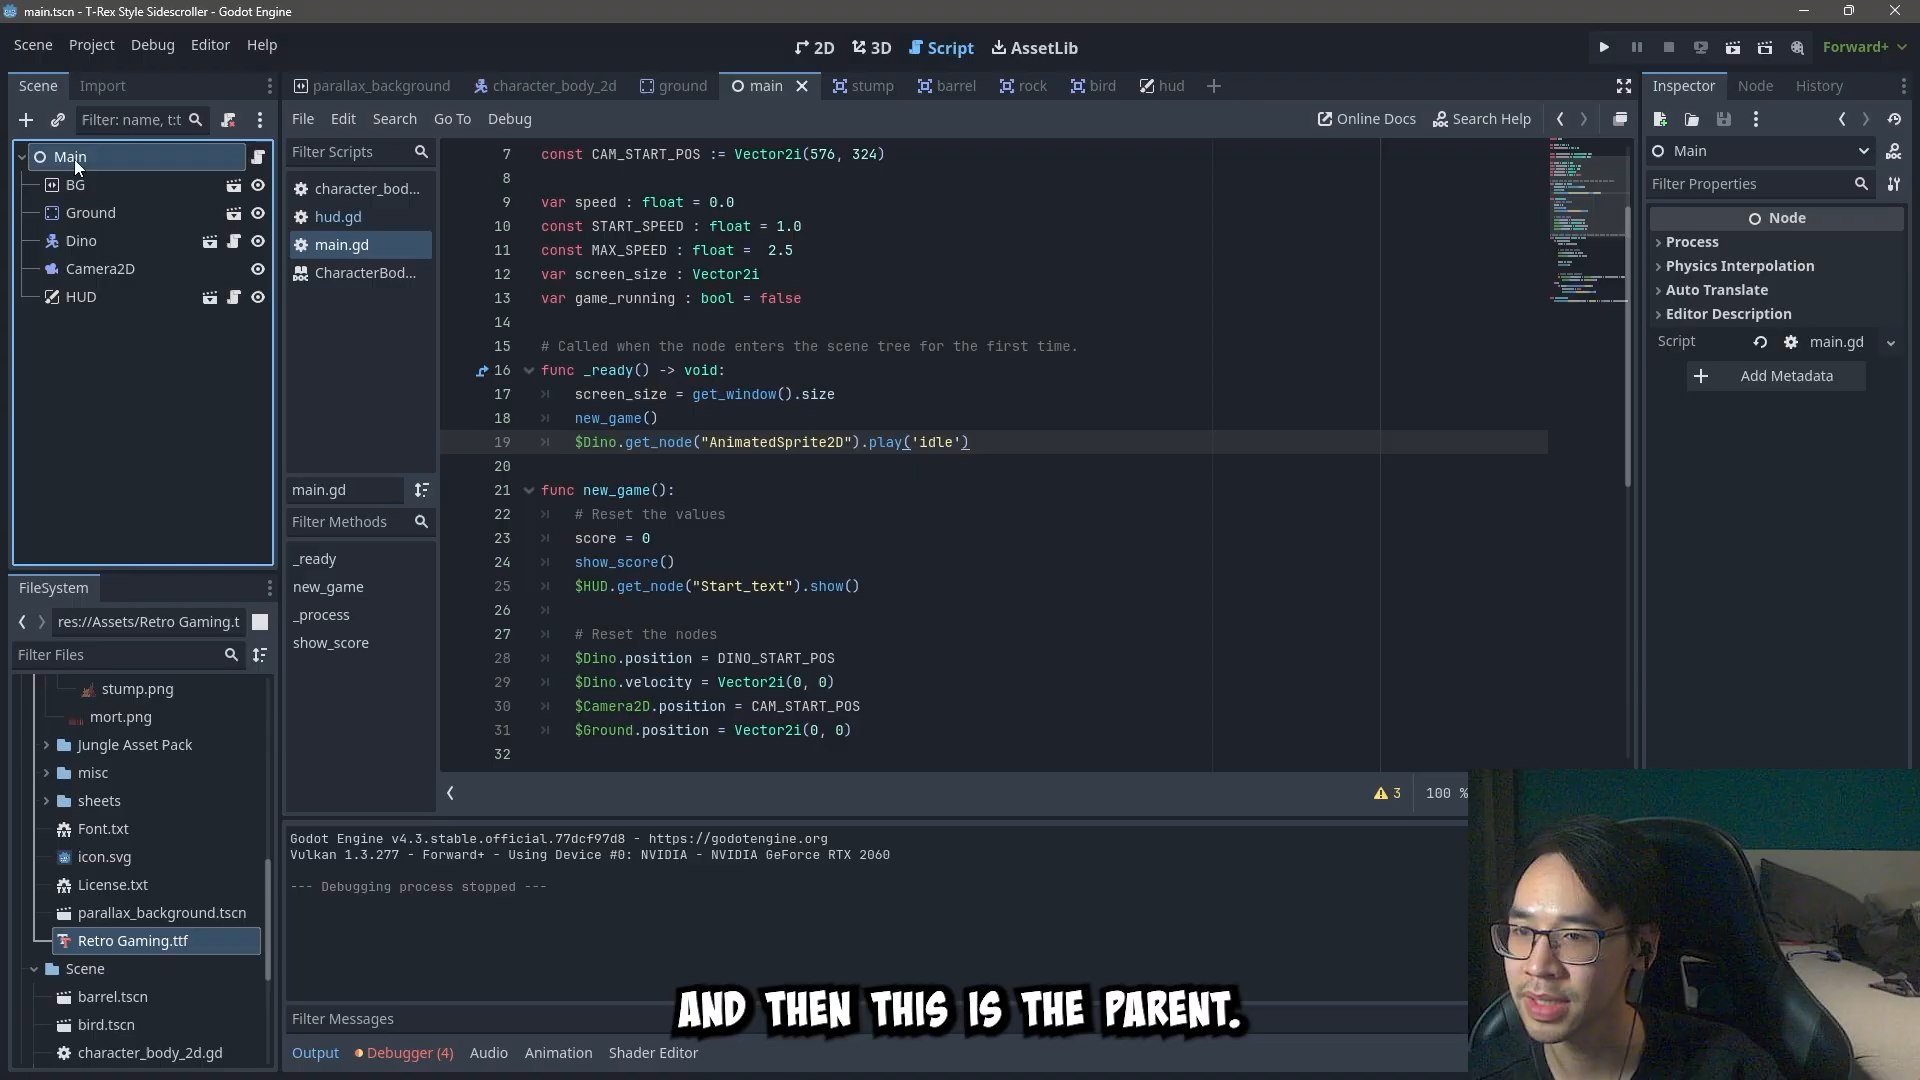 main.tscn - T-Rex Style Sidescroller - Godot Engine
Scene Project Debug Editor Help
2D 3D Script AssetLib
Forward+
Scene Import
Filter: name, t:t
Main
BG
Ground
Dino
Camera2D
HUD
parallax_background character_body_2d ground main stump barrel rock bird hud
File Edit Search Go To Debug
Online Docs Search Help
Filter Scripts
character_bod...
hud.gd
main.gd
CharacterBod...
main.gd
Filter Methods
_ready
new_game
_process
show_score
7 const CAM_START_POS := Vector2i(576, 324)
8
9 var speed : float = 0.0
10 const START_SPEED : float = 1.0
11 const MAX_SPEED : float =  2.5
12 var screen_size : Vector2i
13 var game_running : bool = false
14
15 # Called when the node enters the scene tree for the first time.
16 func _ready() -> void:
17 screen_size = get_window().size
18 new_game()
19 $Dino.get_node("AnimatedSprite2D").play('idle')
20
21 func new_game():
22 # Reset the values
23 score = 0
24 show_score()
25 $HUD.get_node("Start_text").show()
26
27 # Reset the nodes
28 $Dino.position = DINO_START_POS
29 $Dino.velocity = Vector2i(0, 0)
30 $Camera2D.position = CAM_START_POS
31 $Ground.position = Vector2i(0, 0)
32
3 100 %
Inspector Node History
Main
Filter Properties
Node
Process
Physics Interpolation
Auto Translate
Editor Description
Script main.gd
Add Metadata
FileSystem
res://Assets/Retro Gaming.t
Filter Files
stump.png
mort.png
Jungle Asset Pack
misc
sheets
Font.txt
icon.svg
License.txt
parallax_background.tscn
Retro Gaming.ttf
Scene
barrel.tscn
bird.tscn
character_body_2d.gd
Godot Engine v4.3.stable.official.77dcf97d8 - https://godotengine.org
Vulkan 1.3.277 - Forward+ - Using Device #0: NVIDIA - NVIDIA GeForce RTX 2060
--- Debugging process stopped ---
AND THEN THIS IS THE PARENT.
Filter Messages
Output Debugger (4) Audio Animation Shader Editor